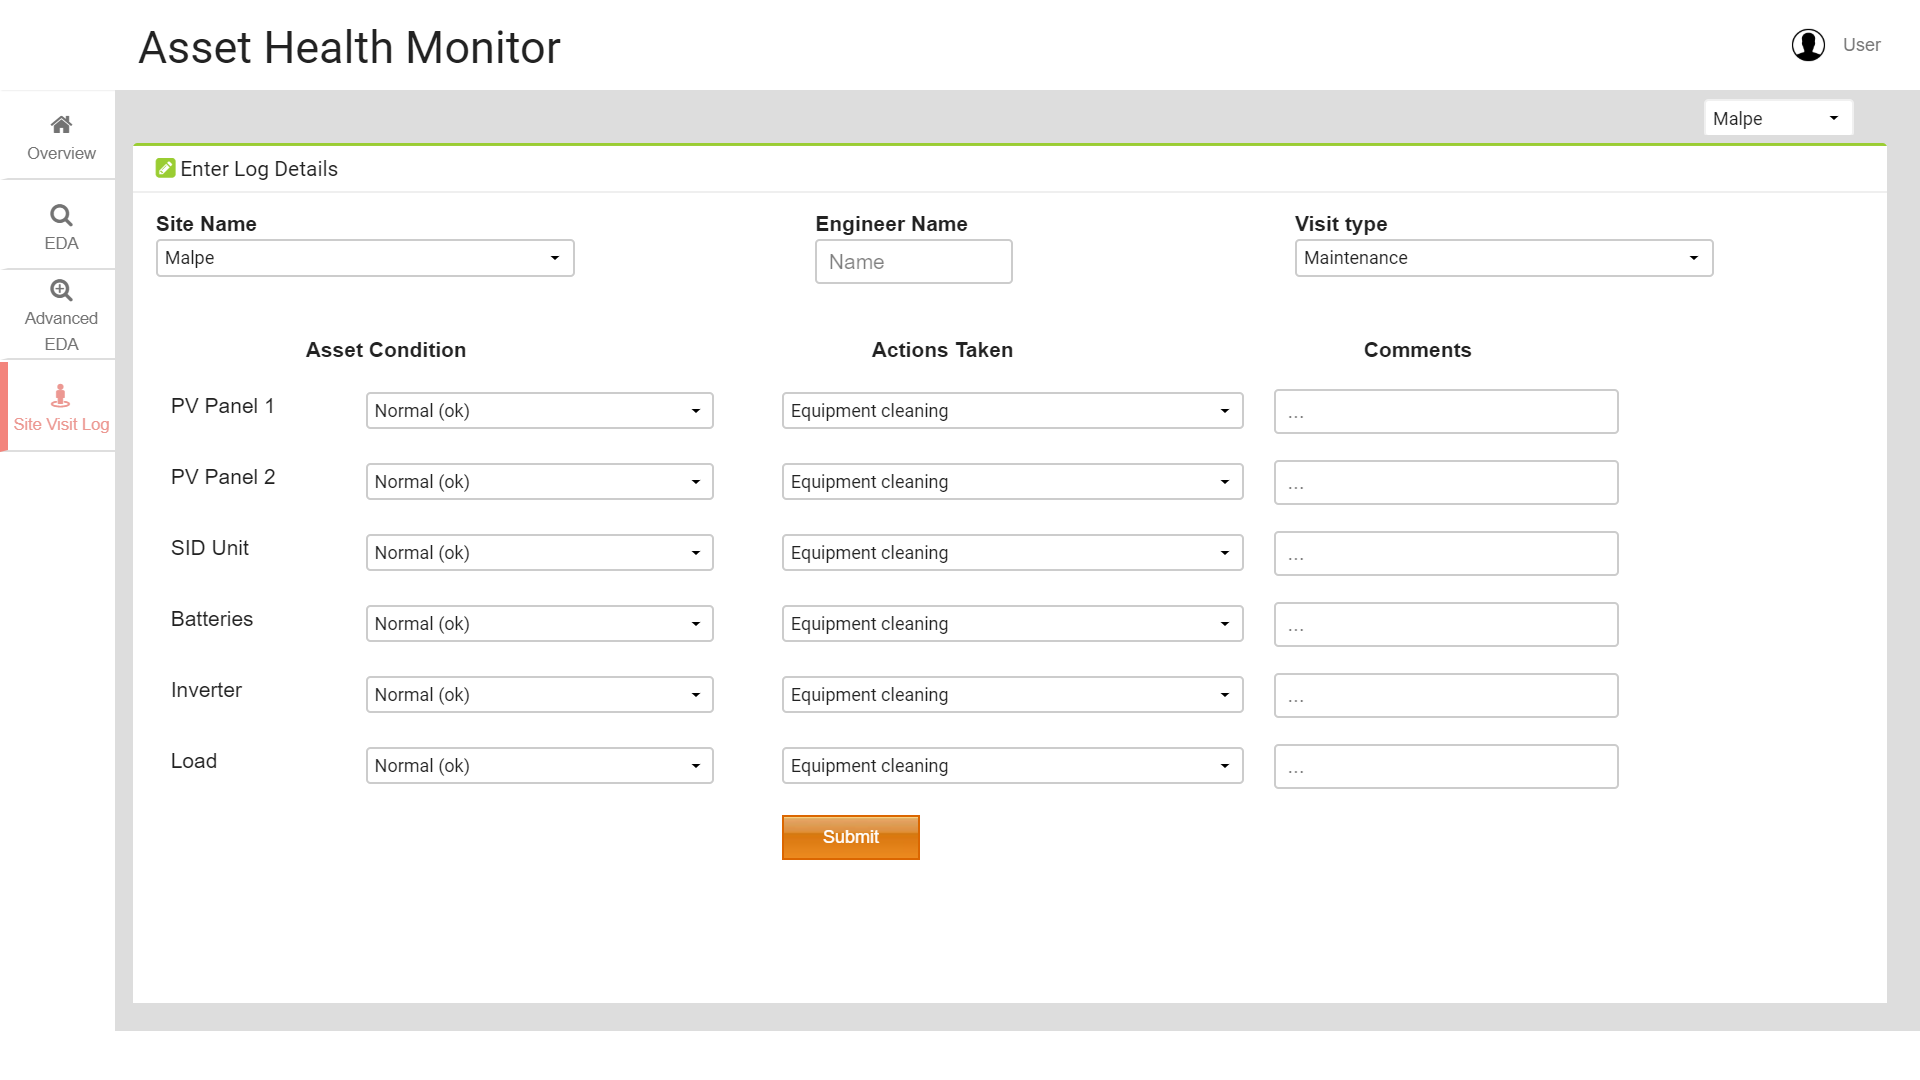 Asset Health Monitor
User
Overview
EDA
Advanced
EDA
Site Visit Log
Malpe
Enter Log Details
Site Name
Engineer Name
Visit type
Malpe
Name
Maintenance
Asset Condition
Actions Taken
Comments
PV Panel 1
Normal (ok)
Equipment cleaning
...
PV Panel 2
Normal (ok)
Equipment cleaning
...
SID Unit
Normal (ok)
Equipment cleaning
...
Batteries
Normal (ok)
Equipment cleaning
...
Inverter
Normal (ok)
Equipment cleaning
...
Load
Normal (ok)
Equipment cleaning
...
Submit